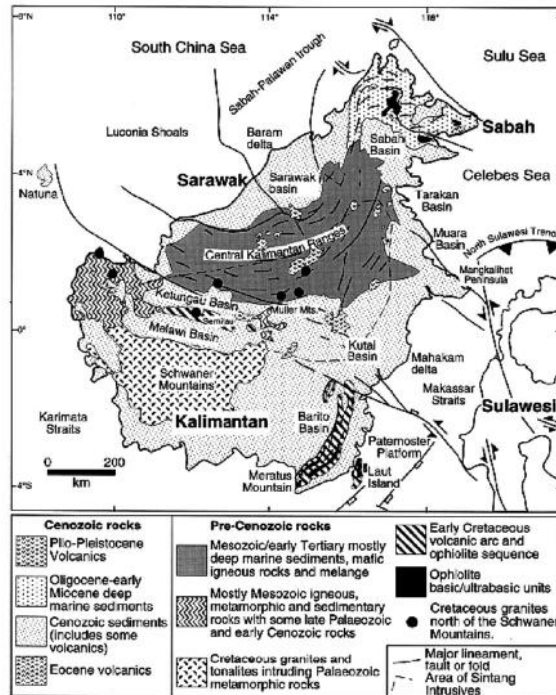 110°
114°
118°
8°N
South China Sea
Sulu Sea
Sabah-Palawan trough
Luconia Shoals
Baram delta
Sabah Basin
Sabah
4°N
Sarawak
Sarawak basin
Celebes Sea
Natuna
Tarakan Basin
Central Kalimantan Ranges
Muara Basin
North Sulawesi Trench
Mangkalihat Peninsula
Ketungau Basin
Semitau
Muller Mts.
0°
Melawi Basin
Kutai Basin
Mahakam delta
Schwaner Mountains
Makassar Straits
Sulawesi
Karimata Straits
Kalimantan
Barito Basin
Paternoster Platform
0 200
km
Meratus Mountain
Laut Island
4°S
Cenozoic rocks
Plio-Pleistocene Volcanics
Oligocene-early Miocene deep marine sediments
Cenozoic sediments (includes some volcanics)
Eocene volcanics
Pre-Cenozoic rocks
Mesozoic/early Tertiary mostly deep marine sediments, mafic igneous rocks and melange
Mostly Mesozoic igneous, metamorphic and sedimentary rocks with some late Palaeozoic and early Cenozoic rocks
Cretaceous granites and tonalites intruding Palaeozoic metamorphic rocks
Early Cretaceous volcanic arc and ophiolite sequence
Ophiolite basic/ultrabasic units
Cretaceous granites north of the Schwaner Mountains.
Major lineament, fault or fold
Area of Sintang intrusives